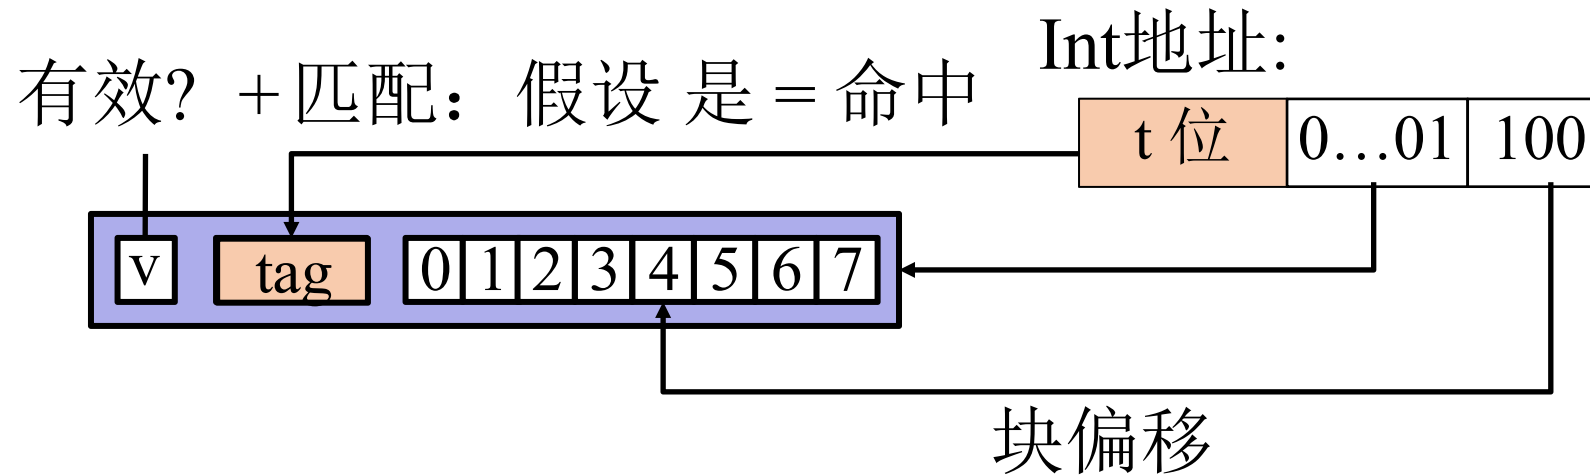 Int地址:
有效? +匹配：假设 是=命中
t 位 0…01 100
v tag 0 1 2 3 4 5 6 7
块偏移